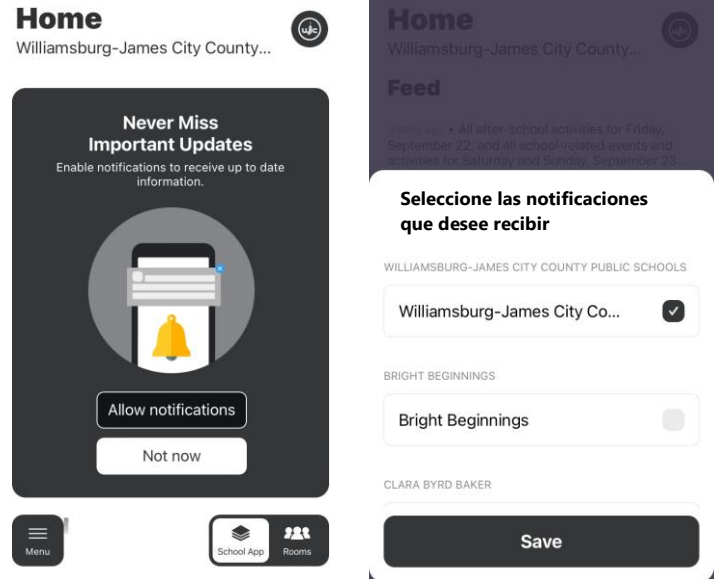 Home
Williamsburg-James City County...
wjc
Never Miss
Important Updates
Enable notifications to receive up to date
information.
Allow notifications
Not now
Menu
School App
Rooms
Home
Williamsburg-James City County...
Feed
2 days ago • All after-school activities for Friday,
September 22, and all school-related events and
activities for Saturday and Sunday, September 23...
Seleccione las notificaciones
que desee recibir
WILLIAMSBURG-JAMES CITY COUNTY PUBLIC SCHOOLS
Williamsburg-James City Co...
BRIGHT BEGINNINGS
Bright Beginnings
CLARA BYRD BAKER
Save